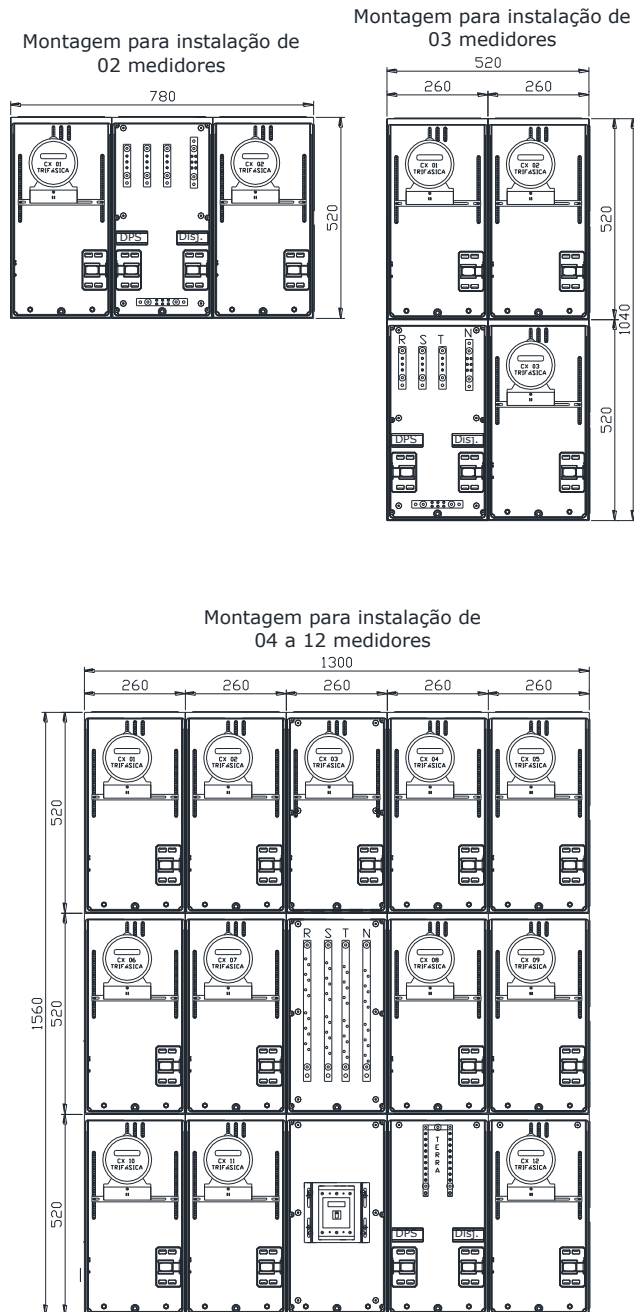 Montagem para instalação de
02 medidores
780
CX 01
TRIFÁSICA
CX 02
TRIFÁSICA
DPS
Disj.
520
Montagem para instalação de
03 medidores
520
260
260
CX 01
TRIFÁSICA
CX 02
TRIFÁSICA
520
1040
R S T N
CX 03
TRIFÁSICA
DPS
Disj.
520
Montagem para instalação de
04 a 12 medidores
1300
260
260
260
260
260
CX 01
TRIFÁSICA
CX 02
TRIFÁSICA
CX 03
TRIFÁSICA
CX 04
TRIFÁSICA
CX 05
TRIFÁSICA
520
1560
R S T N
CX 06
TRIFÁSICA
CX 07
TRIFÁSICA
CX 08
TRIFÁSICA
CX 09
TRIFÁSICA
520
CX 10
TRIFÁSICA
CX 11
TRIFÁSICA
TERRA
CX 12
TRIFÁSICA
DPS
Disj.
520